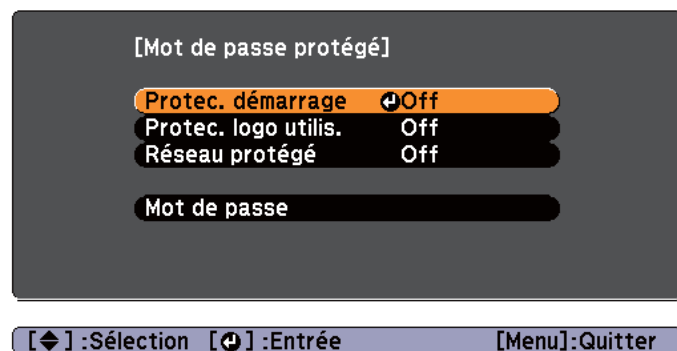 [Mot de passe protégé]
Protec. démarrage Off
Protec. logo utilis. Off
Réseau protégé Off
Mot de passe
[ ] :Sélection [ ] :Entrée [Menu]:Quitter